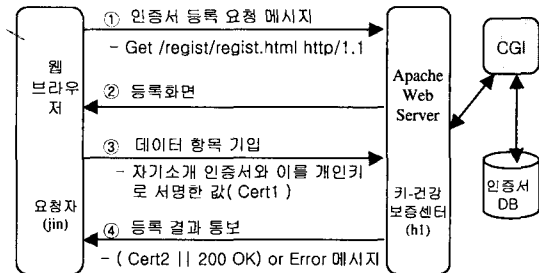 ① 인증서 등록 요청 메시지
- Get /regist/regist.html http/1.1
웹
브라우
저
② 등록화면
③ 데이터 항목 기입
- 자기소개 인증서와 이를 개인키
로 서명한 값( Cert1 )
요청자
(jin)
④ 등록 결과 통보
- ( Cert2 || 200 OK) or Error 메시지
Apache
Web
Server
키-건강
보증센터
(h1)
CGI
인증서
DB